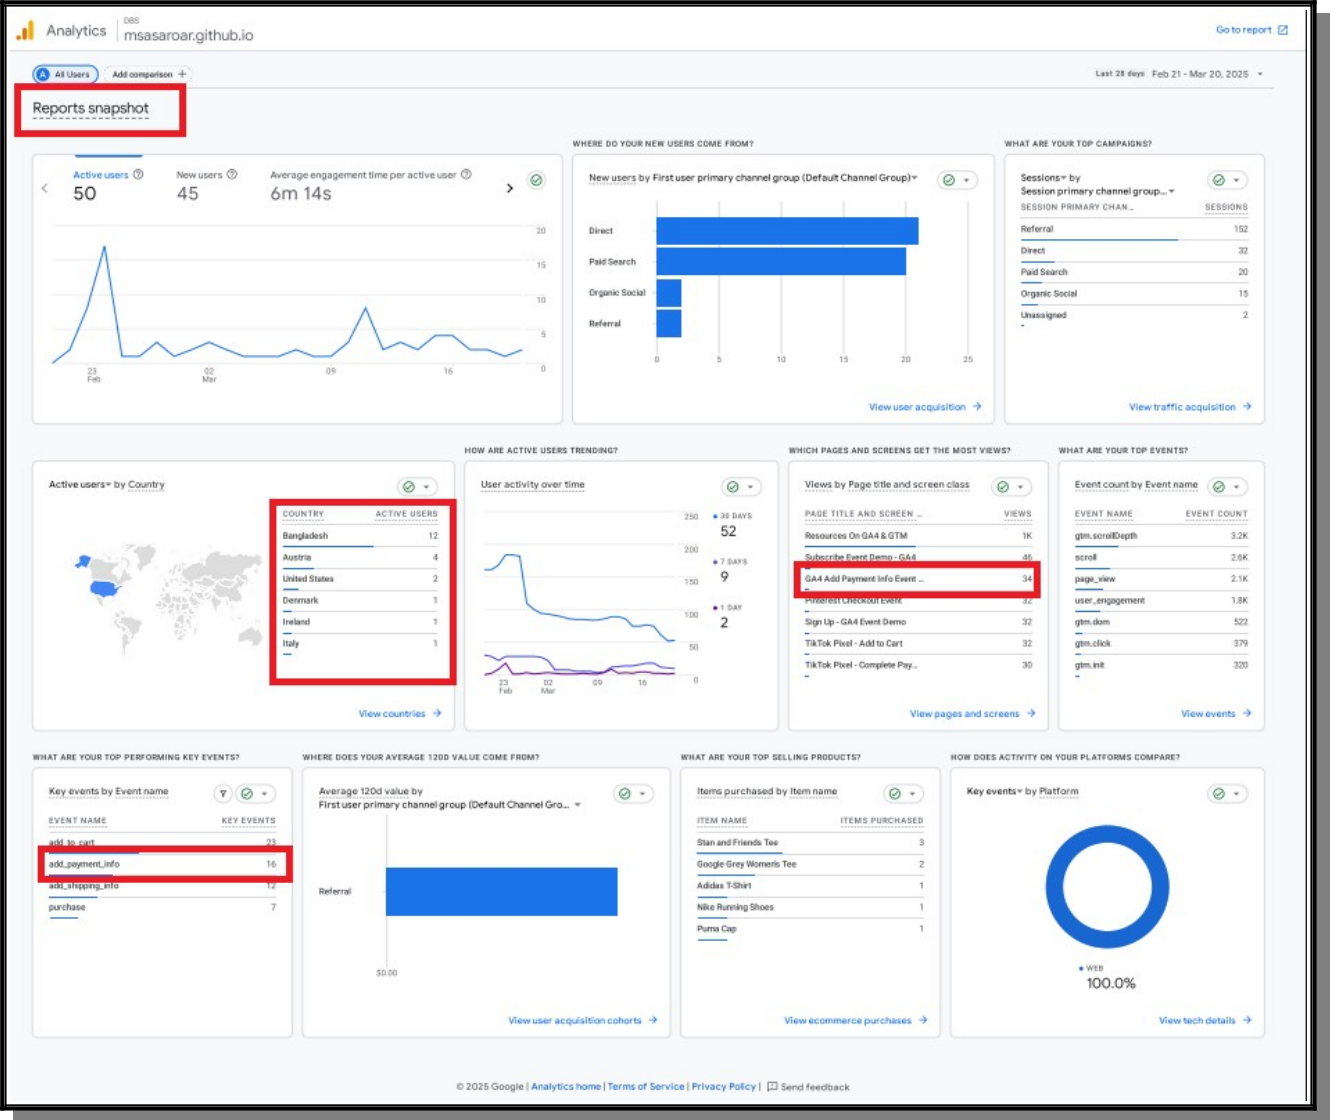 Analytics
DBS
msasaroar.github.io
Go to report
A All Users
Add comparison +
Last 28 days Feb 21 - Mar 20, 2025
Reports snapshot
Active users
50
New users
45
Average engagement time per active user
6m 14s
20
15
10
5
0
23
Feb
02
Mar
09
16
WHERE DO YOUR NEW USERS COME FROM?
New users by First user primary channel group (Default Channel Group)
Direct
Paid Search
Organic Social
Referral
0 5 10 15 20 25
View user acquisition →
WHAT ARE YOUR TOP CAMPAIGNS?
Sessions by
Session primary channel group...
SESSION PRIMARY CHAN... SESSIONS
Referral 152
Direct 32
Paid Search 20
Organic Social 15
Unassigned 2
View traffic acquisition →
Active users by Country
COUNTRY ACTIVE USERS
Bangladesh 12
Austria 4
United States 2
Denmark 1
Ireland 1
Italy 1
View countries →
HOW ARE ACTIVE USERS TRENDING?
User activity over time
250
200
150
100
50
0
23
Feb
02
Mar
09
16
30 DAYS
52
7 DAYS
9
1 DAY
2
WHICH PAGES AND SCREENS GET THE MOST VIEWS?
Views by Page title and screen class
PAGE TITLE AND SCREEN ... VIEWS
Resources On GA4 & GTM 1K
Subscribe Event Demo - GA4 46
GA4 Add Payment Info Event ... 34
Pinterest Checkout Event 32
Sign Up - GA4 Event Demo 32
TikTok Pixel - Add to Cart 32
TikTok Pixel - Complete Pay... 30
View pages and screens →
WHAT ARE YOUR TOP EVENTS?
Event count by Event name
EVENT NAME EVENT COUNT
gtm.scrollDepth 3.2K
scroll 2.6K
page_view 2.1K
user_engagement 1.8K
gtm.dom 522
gtm.click 379
gtm.init 320
View events →
WHAT ARE YOUR TOP PERFORMING KEY EVENTS?
Key events by Event name
EVENT NAME KEY EVENTS
add_to_cart 23
add_payment_info 16
add_shipping_info 12
purchase 7
WHERE DOES YOUR AVERAGE 120D VALUE COME FROM?
Average 120d value by
First user primary channel group (Default Channel Gro...
Referral
$0.00
View user acquisition cohorts →
WHAT ARE YOUR TOP SELLING PRODUCTS?
Items purchased by Item name
ITEM NAME ITEMS PURCHASED
Stan and Friends Tee 3
Google Grey Women's Tee 2
Adidas T-Shirt 1
Nike Running Shoes 1
Puma Cap 1
View ecommerce purchases →
HOW DOES ACTIVITY ON YOUR PLATFORMS COMPARE?
Key events by Platform
WEB
100.0%
View tech details →
© 2025 Google | Analytics home | Terms of Service | Privacy Policy | Send feedback